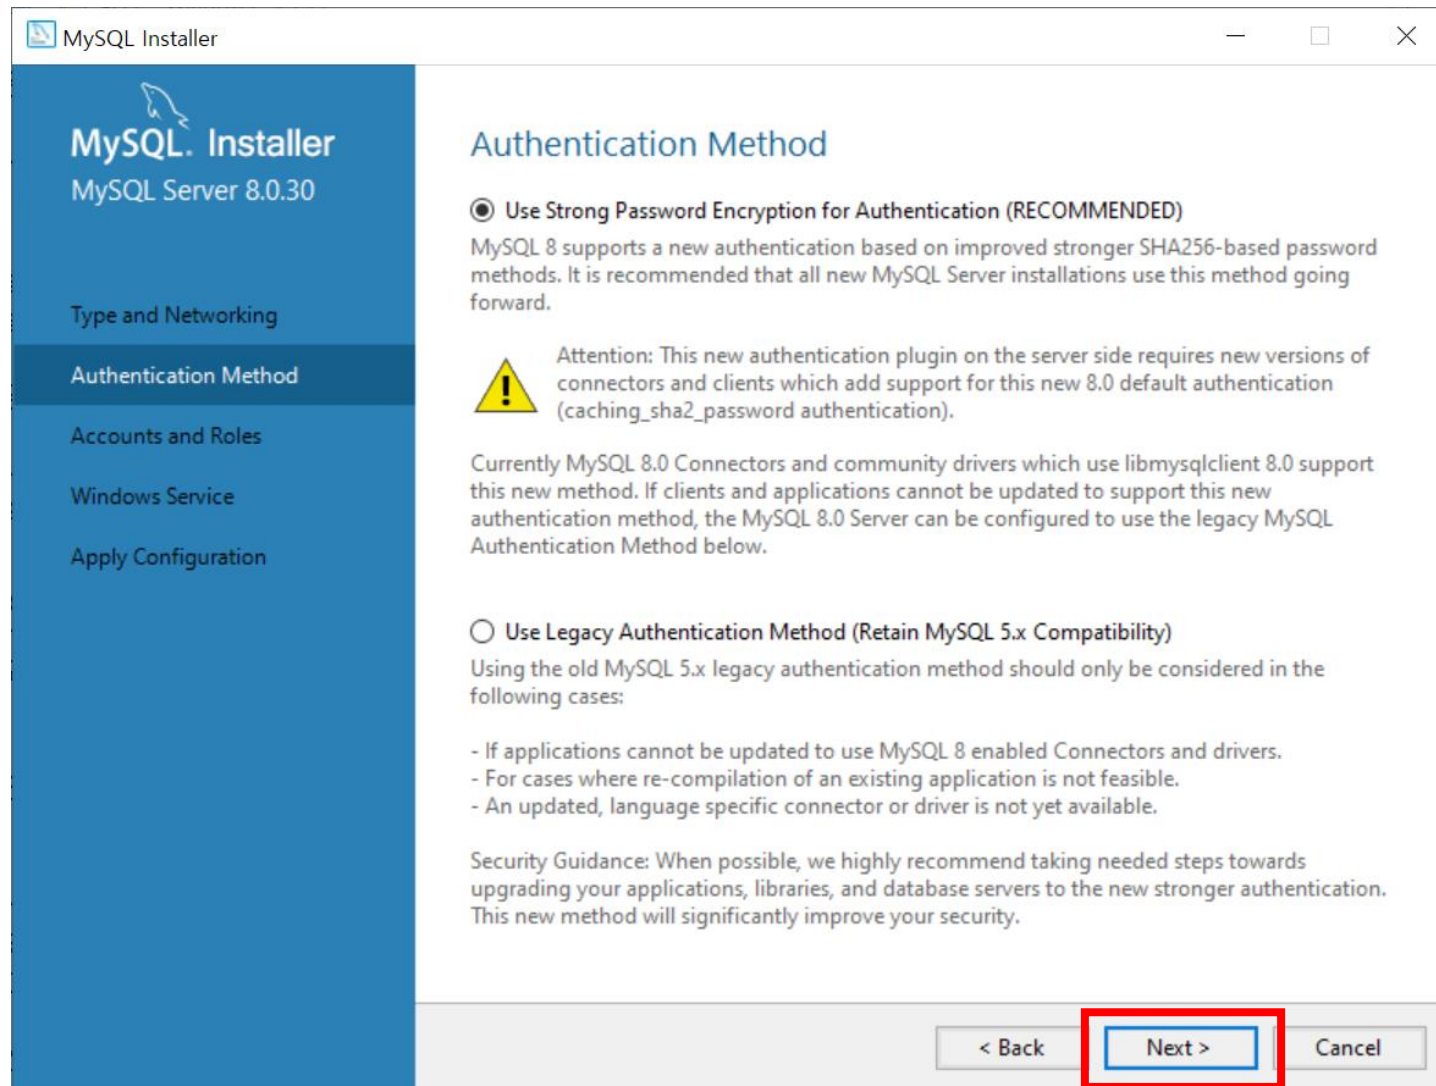 MySQL Installer
MySQL. Installer
MySQL Server 8.0.30
Type and Networking
Authentication Method
Accounts and Roles
Windows Service
Apply Configuration
Authentication Method
Use Strong Password Encryption for Authentication (RECOMMENDED)
MySQL 8 supports a new authentication based on improved stronger SHA256-based password
methods. It is recommended that all new MySQL Server installations use this method going
forward.
Attention: This new authentication plugin on the server side requires new versions of
connectors and clients which add support for this new 8.0 default authentication
(caching_sha2_password authentication).
Currently MySQL 8.0 Connectors and community drivers which use libmysqlclient 8.0 support
this new method. If clients and applications cannot be updated to support this new
authentication method, the MySQL 8.0 Server can be configured to use the legacy MySQL
Authentication Method below.
Use Legacy Authentication Method (Retain MySQL 5.x Compatibility)
Using the old MySQL 5.x legacy authentication method should only be considered in the
following cases:
- If applications cannot be updated to use MySQL 8 enabled Connectors and drivers.
- For cases where re-compilation of an existing application is not feasible.
- An updated, language specific connector or driver is not yet available.
Security Guidance: When possible, we highly recommend taking needed steps towards
upgrading your applications, libraries, and database servers to the new stronger authentication.
This new method will significantly improve your security.
< Back
Next >
Cancel